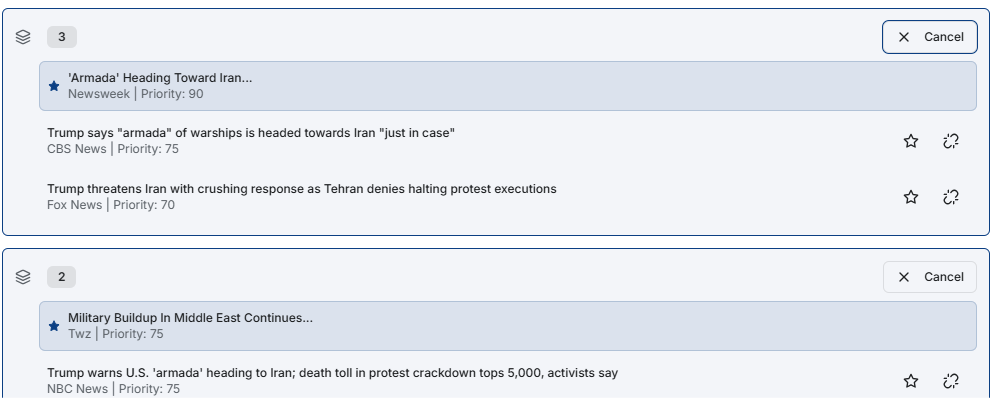 3
Cancel
'Armada' Heading Toward Iran...
Newsweek | Priority: 90
Trump says "armada" of warships is headed towards Iran "just in case"
CBS News | Priority: 75
Trump threatens Iran with crushing response as Tehran denies halting protest executions
Fox News | Priority: 70
2
Cancel
Military Buildup In Middle East Continues...
Twz | Priority: 75
Trump warns U.S. 'armada' heading to Iran; death toll in protest crackdown tops 5,000, activists say
NBC News | Priority: 75